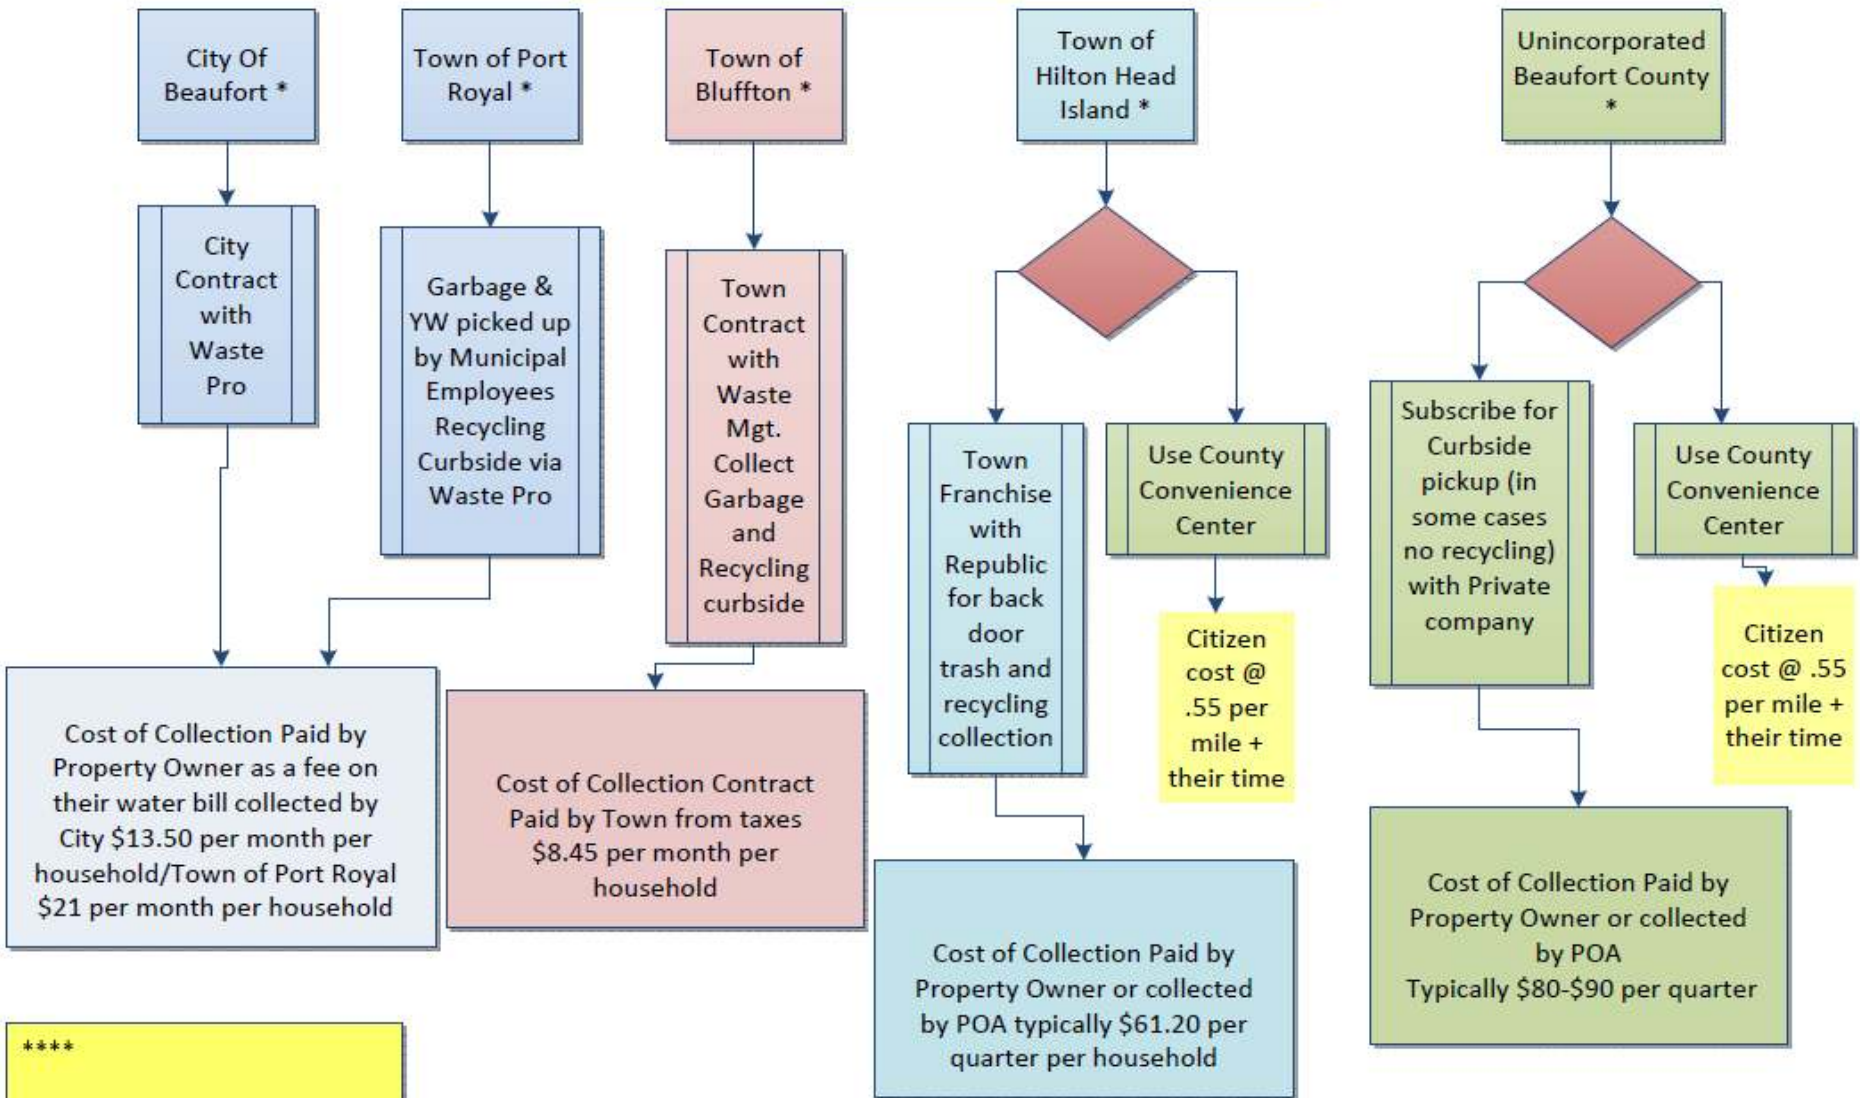 City Of
Beaufort *
Town of Port
Royal *
Town of
Bluffton *
Town of
Hilton Head
Island *
Unincorporated
Beaufort County
*
City
Contract
with
Waste
Pro
Garbage &
YW picked up
by Municipal
Employees
Recycling
Curbside via
Waste Pro
Town
Contract
with
Waste
Mgt.
Collect
Garbage
and
Recycling
curbside
Town
Franchise
with
Republic
for back
door
trash and
recycling
collection
Use County
Convenience
Center
Subscribe for
Curbside
pickup (in
some cases
no recycling)
with Private
company
Use County
Convenience
Center
Citizen
cost @
.55 per
mile +
their time
Citizen
cost @ .55
per mile +
their time
Cost of Collection Paid by
Property Owner as a fee on
their water bill collected by
City $13.50 per month per
household/Town of Port Royal
$21 per month per household
Cost of Collection Contract
Paid by Town from taxes
$8.45 per month per
household
Cost of Collection Paid by
Property Owner or collected
by POA typically $61.20 per
quarter per household
Cost of Collection Paid by
Property Owner or collected
by POA
Typically $80-$90 per quarter
****